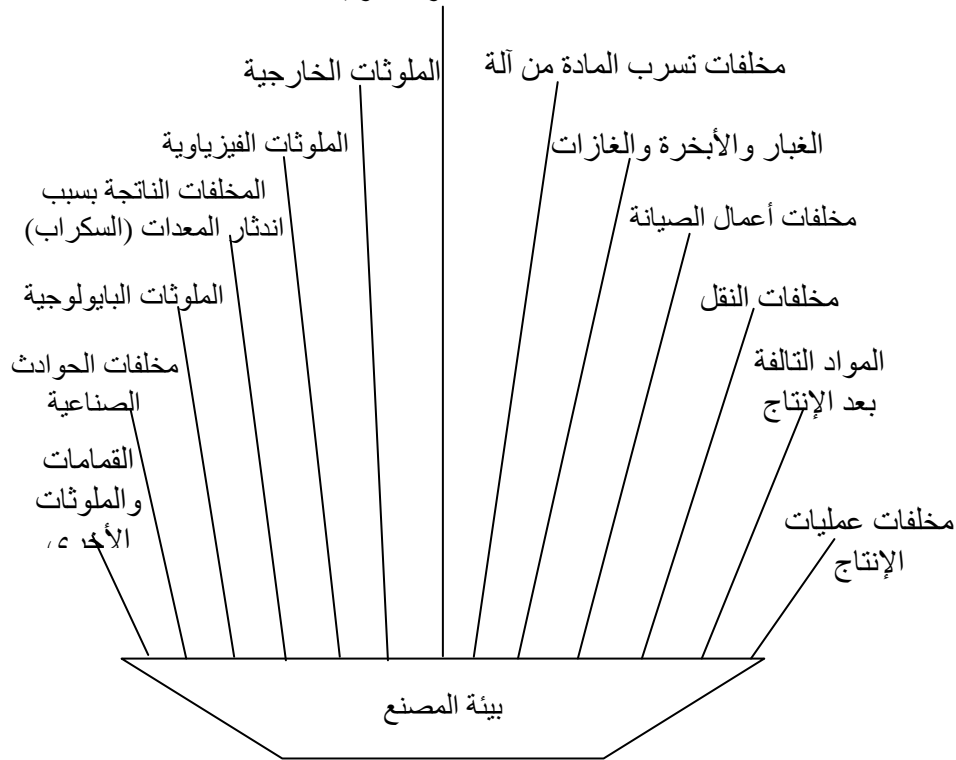 مخلفات تسرب المادة من آلة
الملوثات الخارجية
الغبار والأبخرة والغازات
الملوثات الفيزياوية
المخلفات الناتجة بسبب
اندثار المعدات (السكراب)
مخلفات أعمال الصيانة
مخلفات النقل
الملوثات البايولوجية
المواد التالفة
بعد الإنتاج
مخلفات الحوادث
الصناعية
القمامات
والملوثات
الأخرى
مخلفات عمليات
الإنتاج
بيئة المصنع